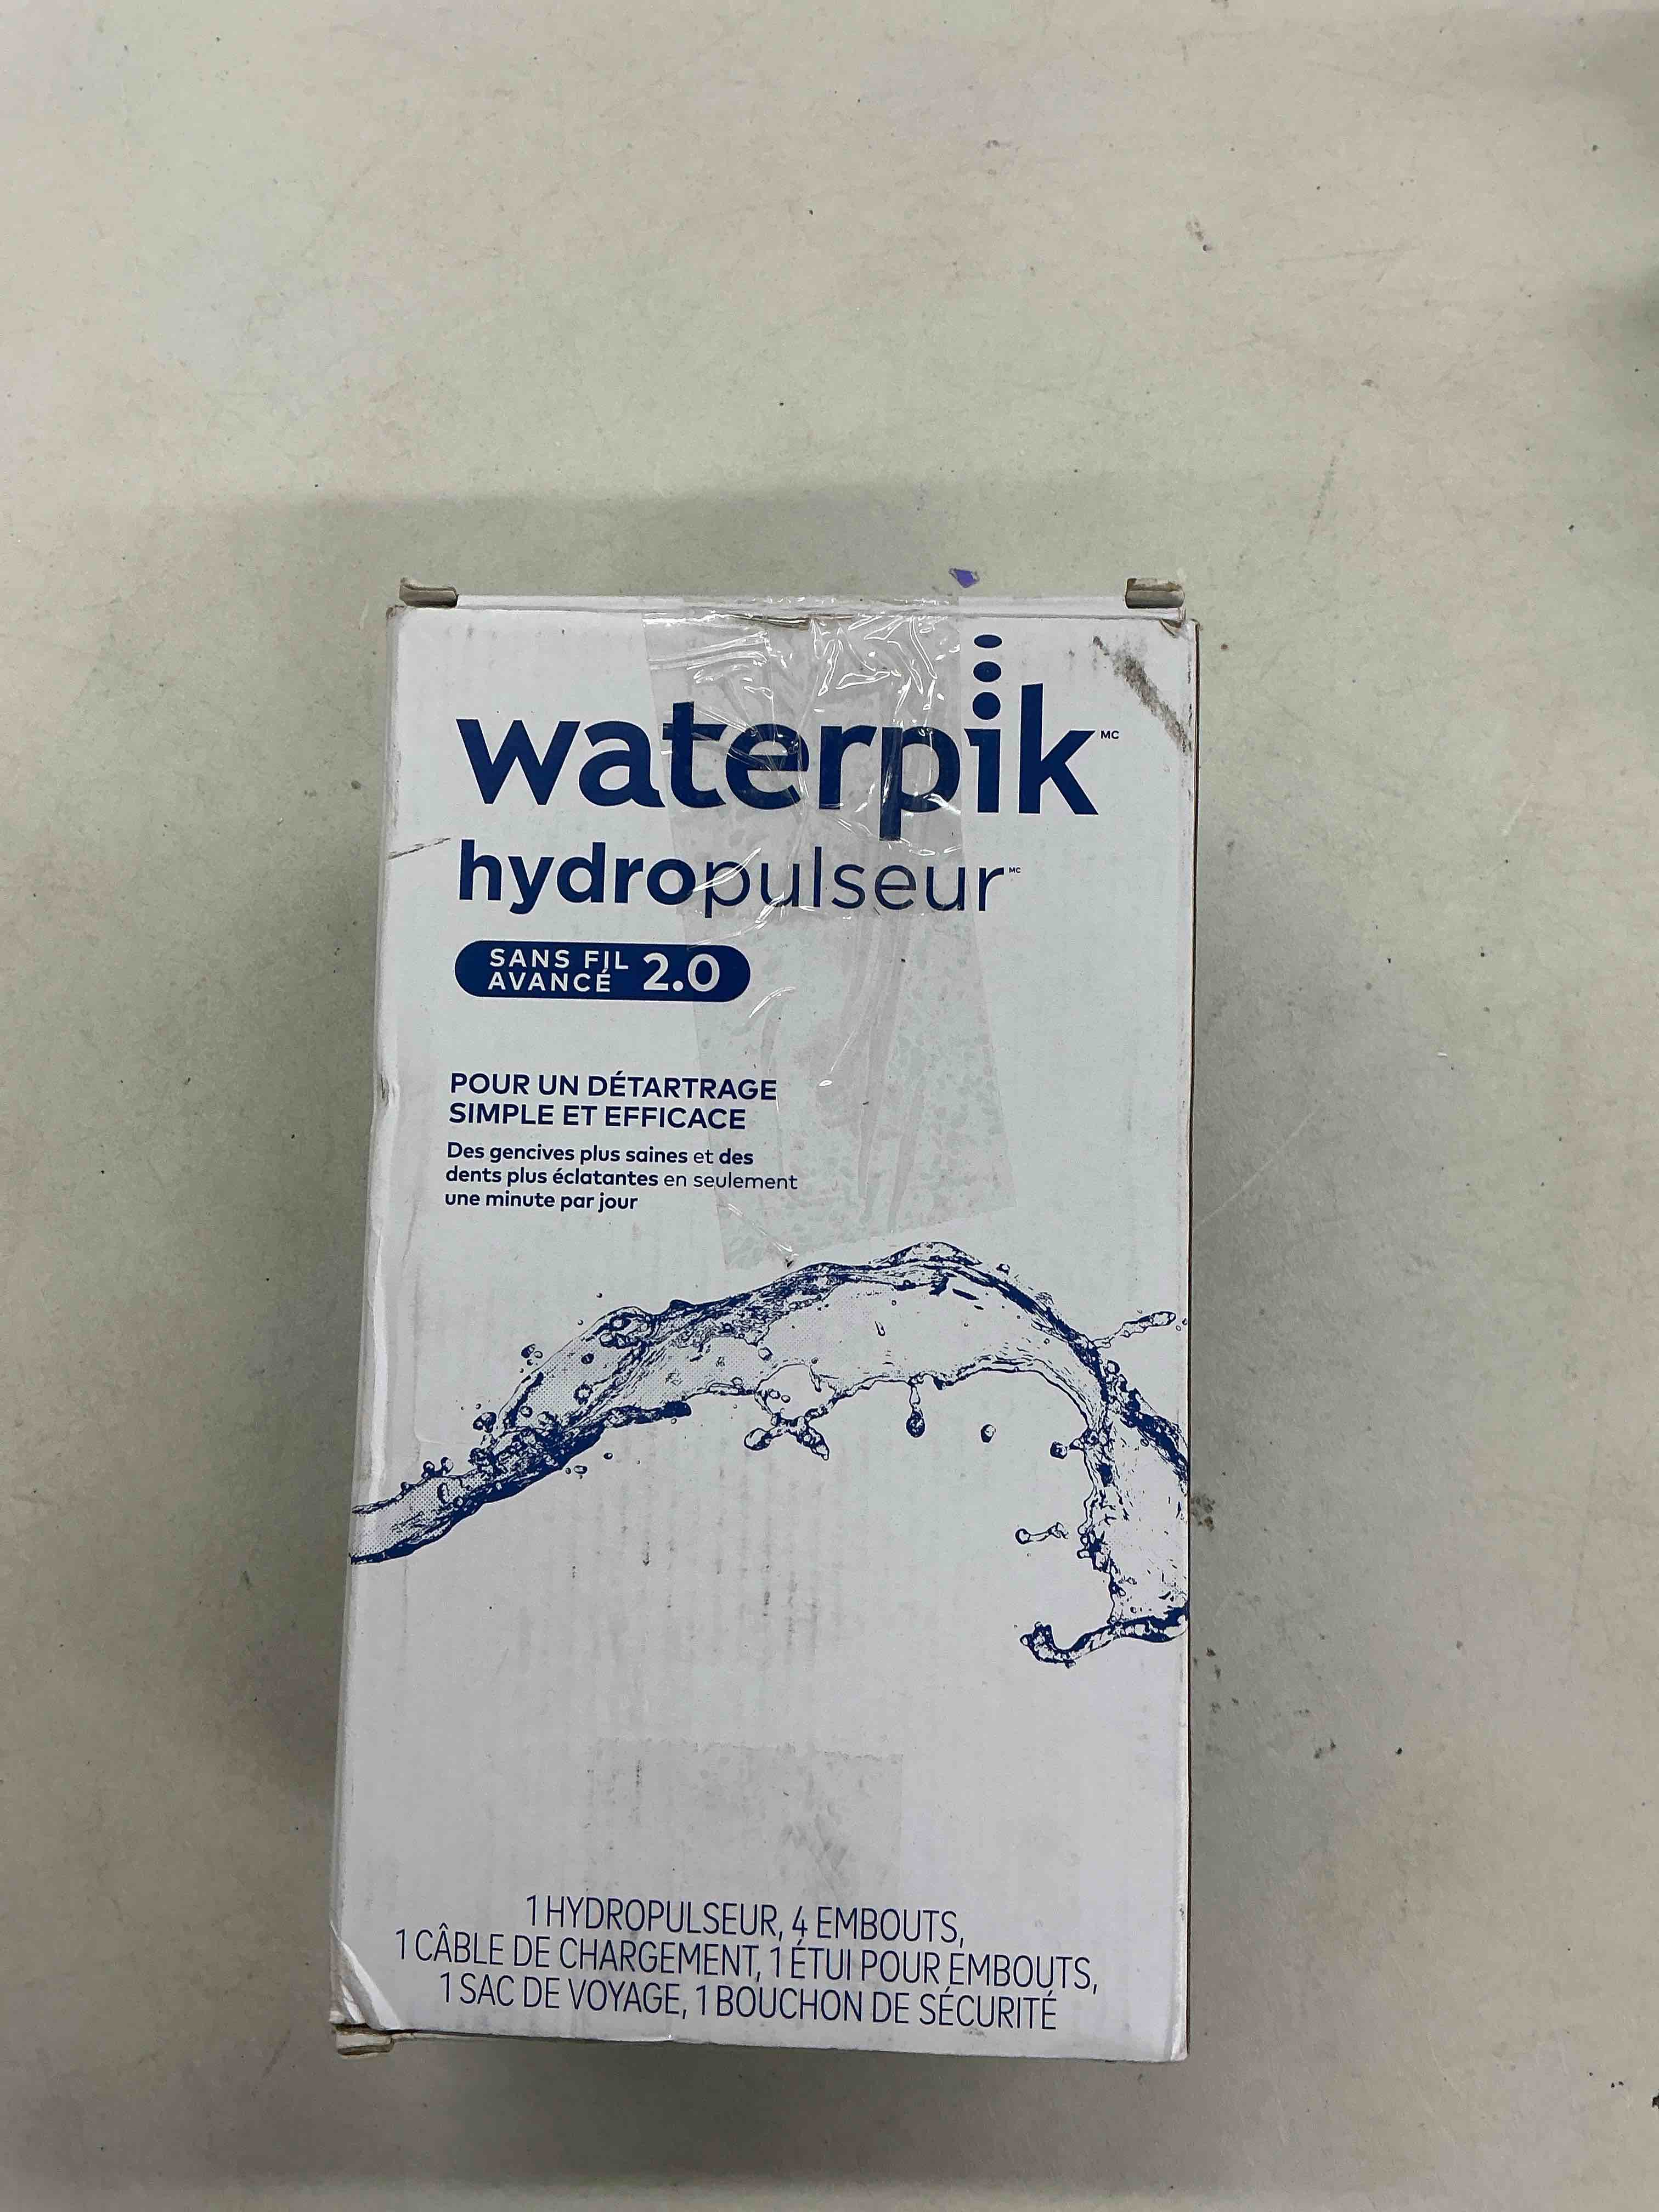 waterpik MC
hydropulseur MC
SANS FIL
AVANCÉ 2.0
POUR UN DÉTARTRAGE
SIMPLE ET EFFICACE
Des gencives plus saines et des
dents plus éclatantes en seulement
une minute par jour
1 HYDROPULSEUR, 4 EMBOUTS,
1 CÂBLE DE CHARGEMENT, 1 ÉTUI POUR EMBOUTS,
1 SAC DE VOYAGE, 1 BOUCHON DE SÉCURITÉ